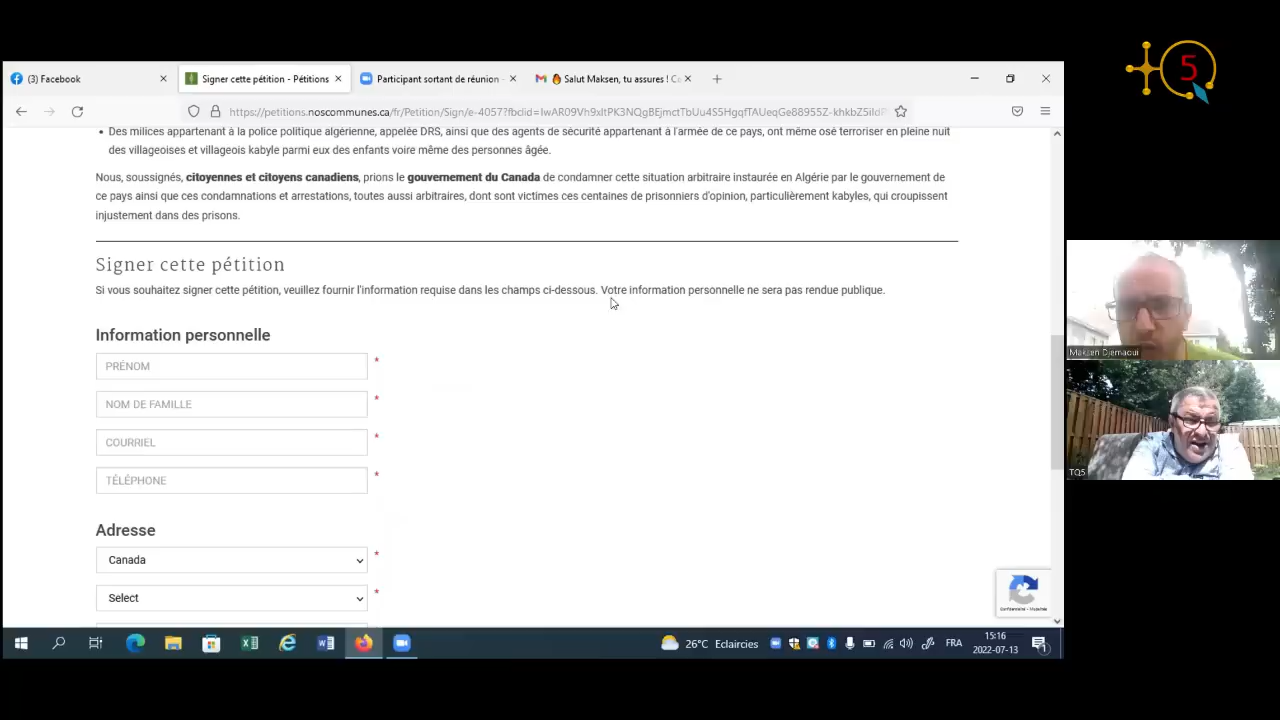 5
(3) Facebook
Signer cette pétition - Pétitions
Participant sortant de réunion -
🔥 Salut Maksen, tu assures ! Co
https://petitions.noscommunes.ca/fr/Petition/Sign/e-4057?fbclid=
Des milices appartenant à la police politique algérienne, appelée DRS, ainsi que des agents de sécurité appartenant à l'armée de ce pays, ont même osé terroriser en pleine nuit
des villageoises et villageois kabyle parmi eux des enfants voire même des personnes âgée.
Nous, soussignés, citoyennes et citoyens canadiens, prions le gouvernement du Canada de condamner cette situation arbitraire instaurée en Algérie par le gouvernement de
ce pays ainsi que ces condamnations et arrestations, toutes aussi arbitraires, dont sont victimes ces centaines de prisonniers d'opinion, particulièrement kabyles, qui croupissent
injustement dans des prisons.
Signer cette pétition
Si vous souhaitez signer cette pétition, veuillez fournir l'information requise dans les champs ci-dessous. Votre information personnelle ne sera pas rendue publique.
Information personnelle
PRÉNOM *
NOM DE FAMILLE *
COURRIEL *
TÉLÉPHONE *
Adresse
Canada *
Select *
Maksen Djemaoui
TQ5
26°C Eclaircies
FRA
15:16
2022-07-13
1